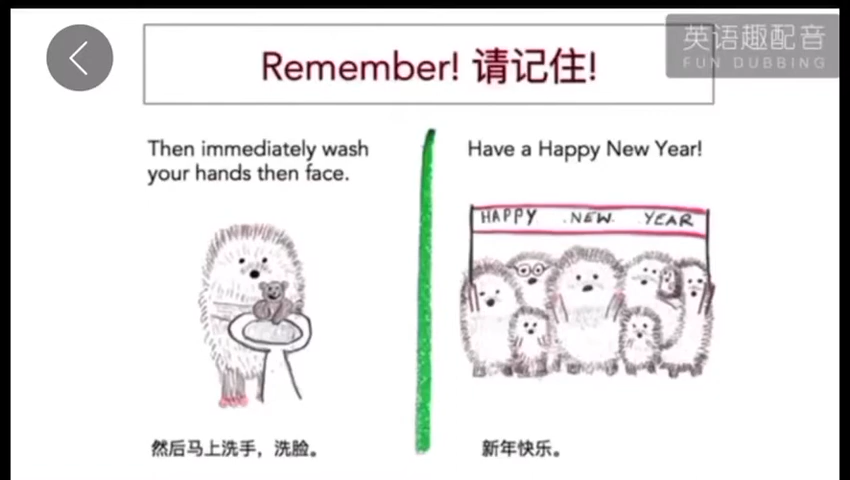 英语趣配音
FUN DUBBING
Remember! 请记住!
Then immediately wash
your hands then face.
Have a Happy New Year!
HAPPY NEW YEAR
然后马上洗手，洗脸。
新年快乐。